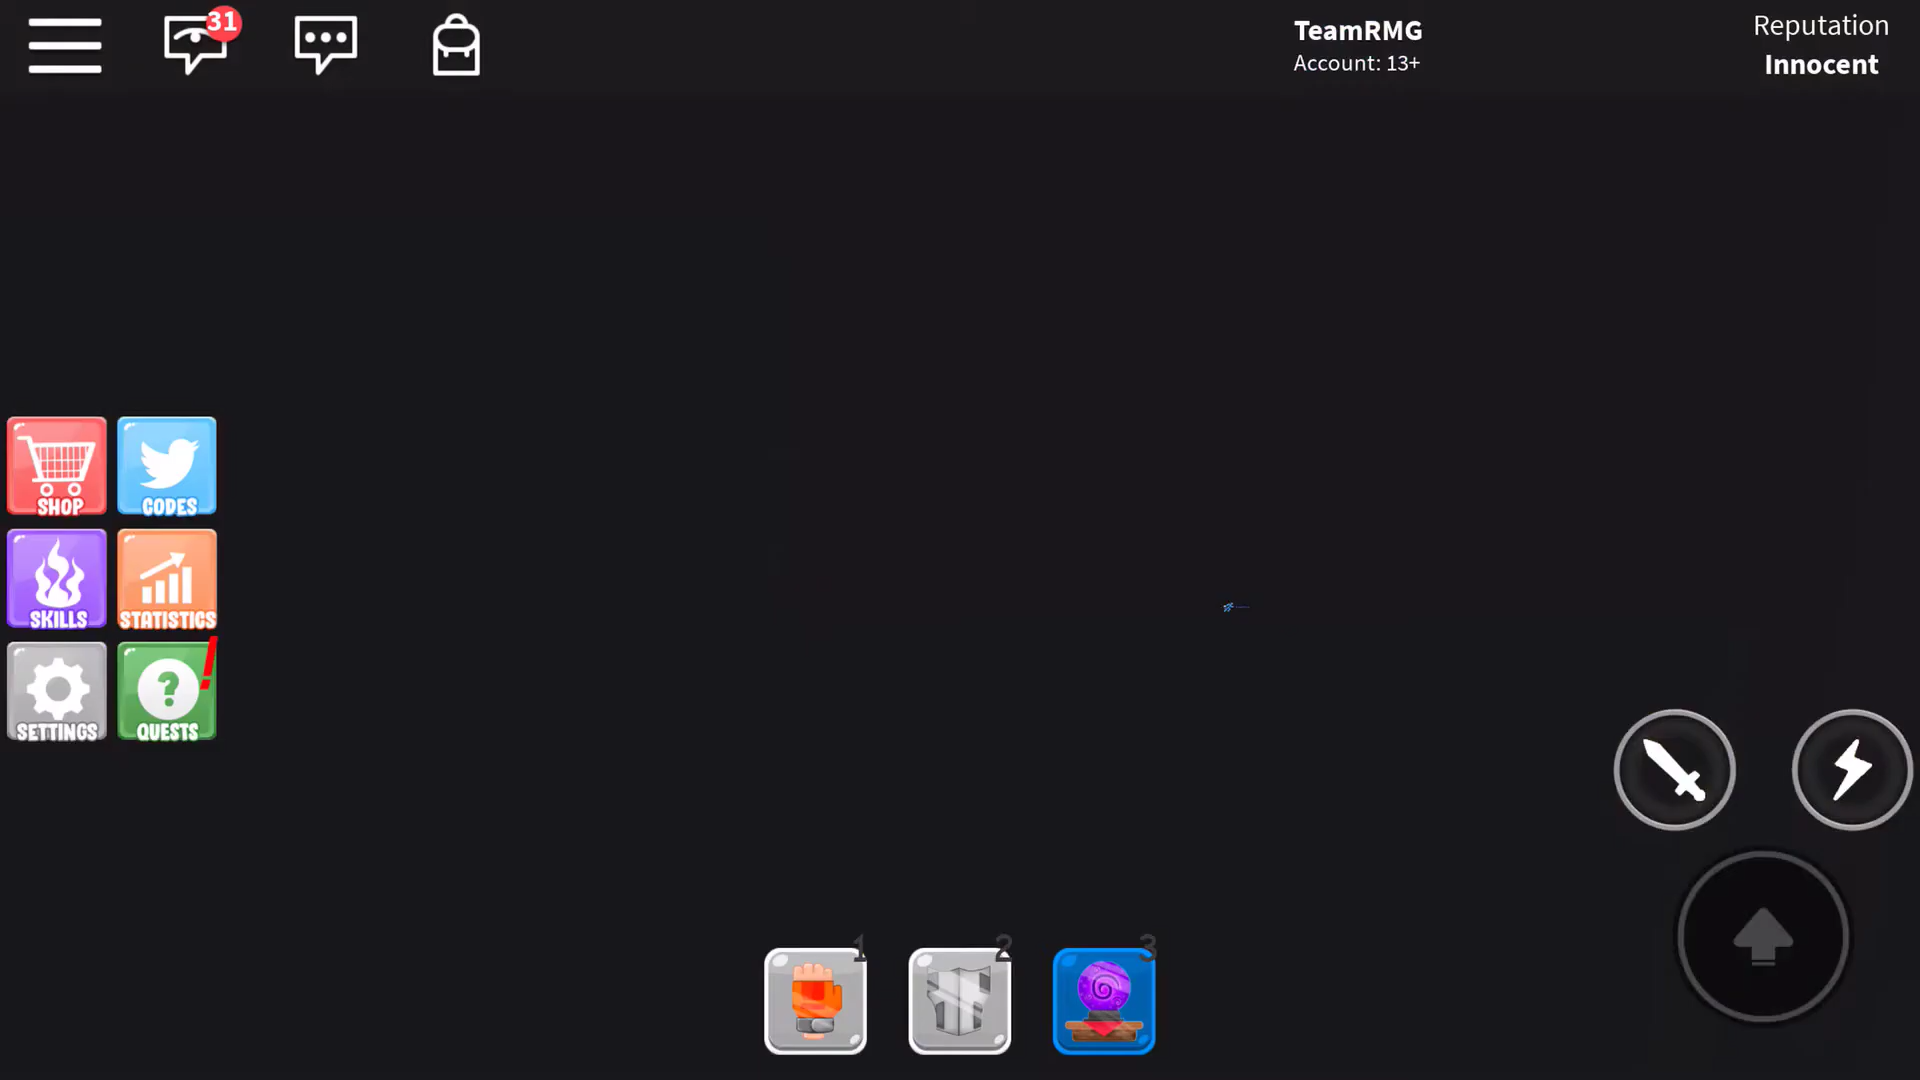 31
TeamRMG
Account: 13+
Reputation
Innocent
SHOP
CODES
SKILLS
STATISTICS
!
SETTINGS
?
QUESTS
1
2
3